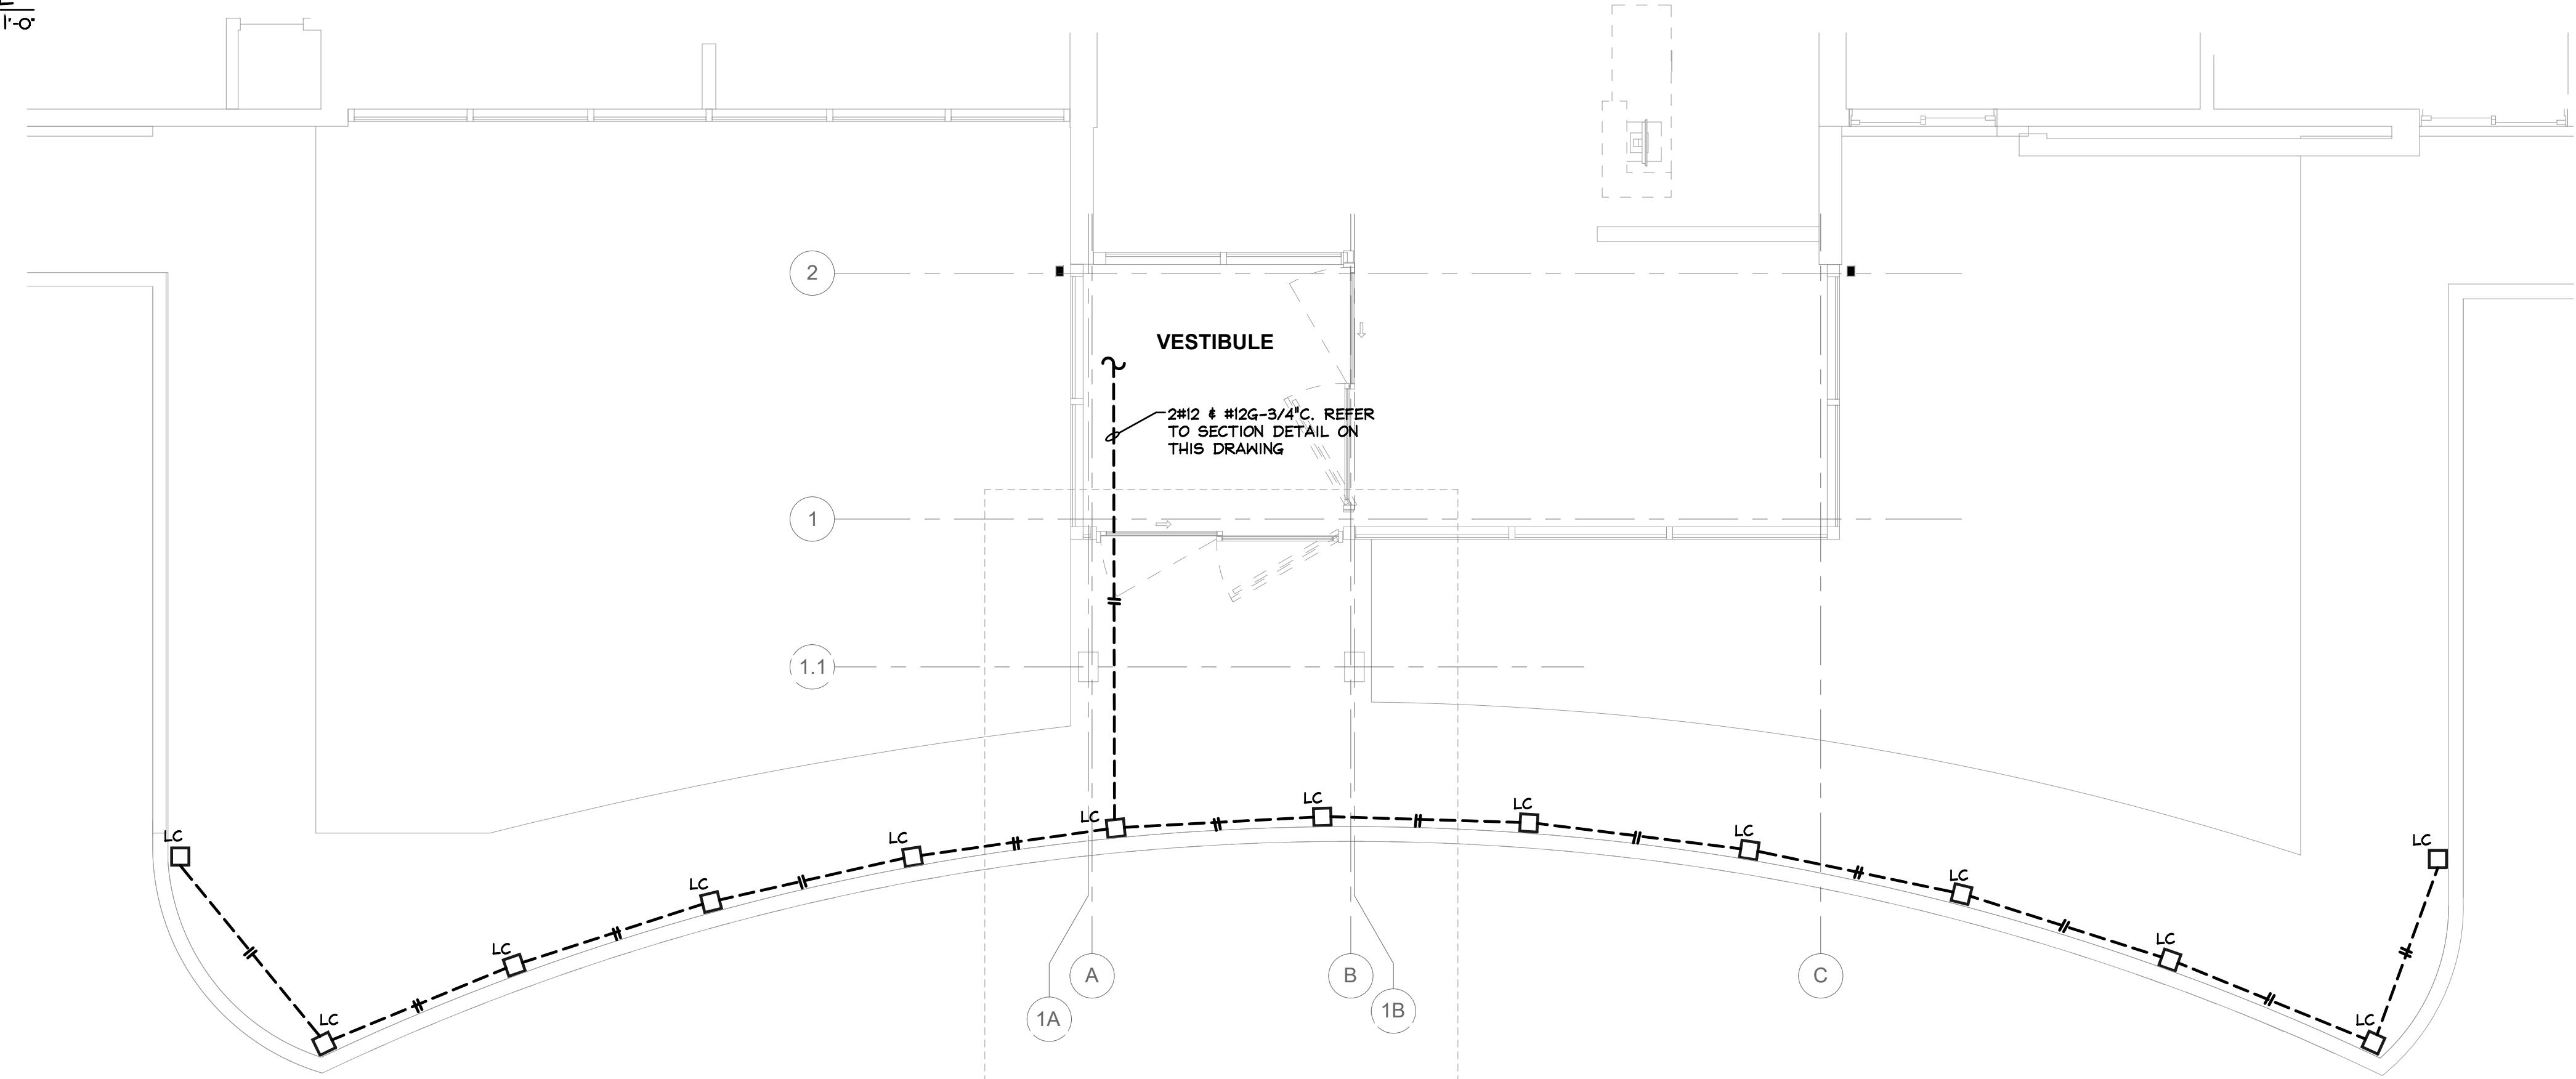 1'-0"
2
VESTIBULE
2#12 & #12G-3/4"C. REFER
TO SECTION DETAIL ON
THIS DRAWING
1
1.1
LC
LC
LC
LC
LC
LC
LC
LC
LC
LC
LC
LC
LC
A
B
C
1A
1B